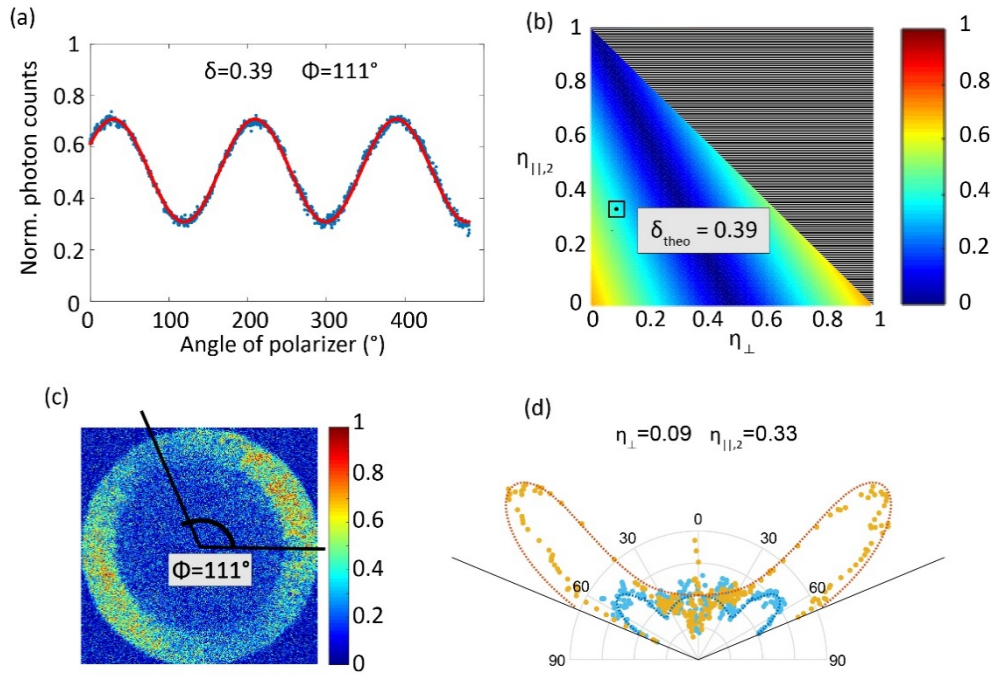 (a)
δ=0.39 Φ=111°
1
0.8
0.6
0.4
0.2
0
Norm. photon counts
0 100 200 300 400
Angle of polarizer (°)
(b)
1
0.8
0.6
0.4
0.2
0
η||,2
δtheo = 0.39
0 0.2 0.4 0.6 0.8 1
η⊥
1
0.8
0.6
0.4
0.2
0
(c)
Φ=111°
1
0.8
0.6
0.4
0.2
0
(d)
η⊥=0.09 η||,2=0.33
0
30 30
60 60
90 90